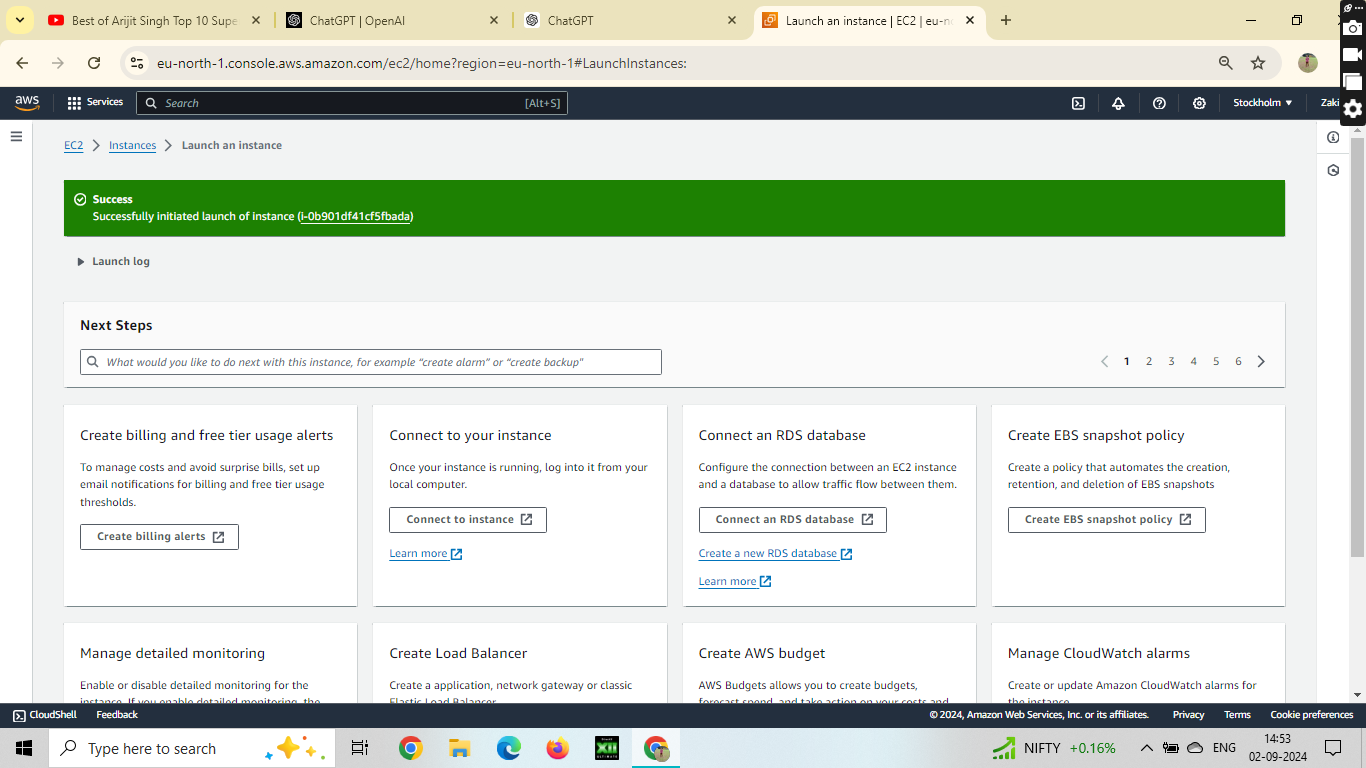 Best of Arijit Singh Top 10 Supe
ChatGPT | OpenAI
ChatGPT
Launch an instance | EC2 | eu-no
eu-north-1.console.aws.amazon.com/ec2/home?region=eu-north-1#LaunchInstances:
aws
Services
Search
[Alt+S]
Stockholm
Zaki
EC2
Instances
Launch an instance
Success
Successfully initiated launch of instance (i-0b901df41cf5fbada)
Launch log
Next Steps
What would you like to do next with this instance, for example “create alarm” or “create backup”
1 2 3 4 5 6
Create billing and free tier usage alerts
To manage costs and avoid surprise bills, set up
email notifications for billing and free tier usage
thresholds.
Create billing alerts
Connect to your instance
Once your instance is running, log into it from your
local computer.
Connect to instance
Learn more
Connect an RDS database
Configure the connection between an EC2 instance
and a database to allow traffic flow between them.
Connect an RDS database
Create a new RDS database
Learn more
Create EBS snapshot policy
Create a policy that automates the creation,
retention, and deletion of EBS snapshots
Create EBS snapshot policy
Manage detailed monitoring
Enable or disable detailed monitoring for the
instance. If you enable detailed monitoring, the
Create Load Balancer
Create a application, network gateway or classic
Elastic Load Balancer
Create AWS budget
AWS Budgets allows you to create budgets,
forecast spend, and take action on your costs and
Manage CloudWatch alarms
Create or update Amazon CloudWatch alarms for
the instance.
CloudShell
Feedback
© 2024, Amazon Web Services, Inc. or its affiliates.
Privacy
Terms
Cookie preferences
Type here to search
XII
NIFTY +0.16%
ENG
14:53
02-09-2024